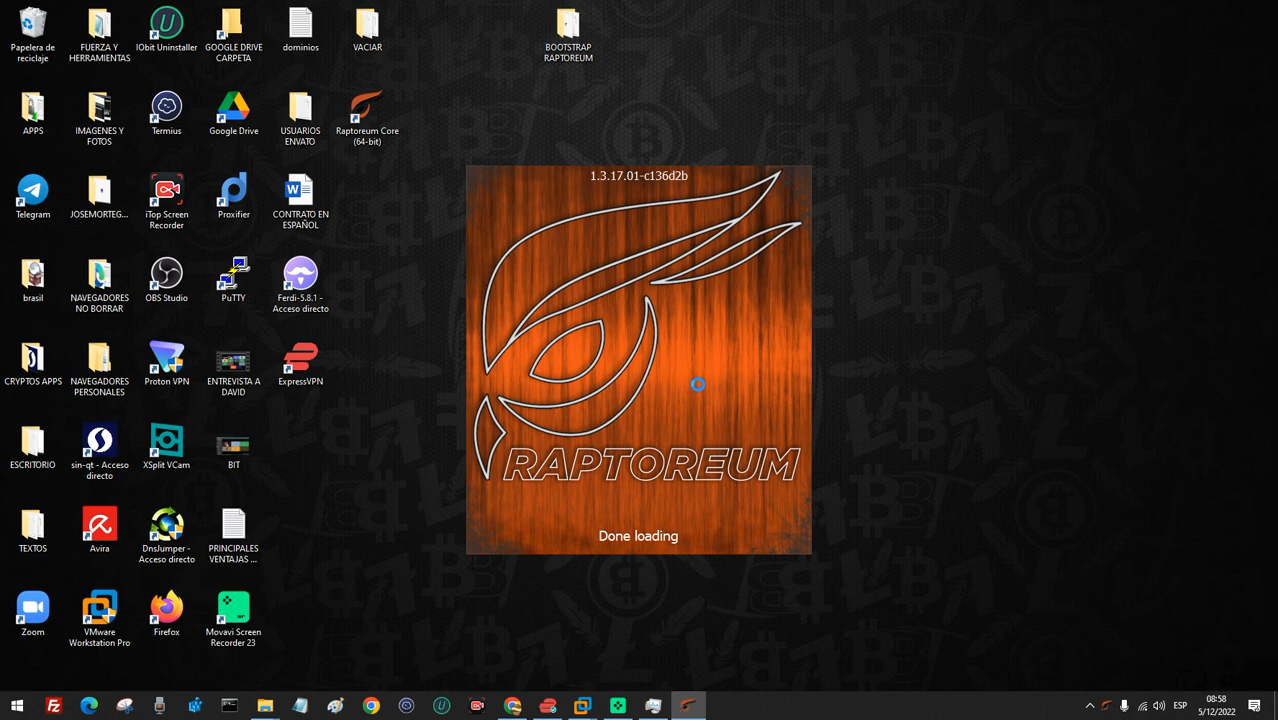 Papelera de
reciclaje
FUERZA Y
HERRAMIENTAS
IObit Uninstaller
GOOGLE DRIVE
CARPETA
dominios
VACIAR
BOOTSTRAP
RAPTOREUM
APPS
IMAGENES Y
FOTOS
Termius
Google Drive
USUARIOS
ENVATO
Raptoreum Core
(64-bit)
Telegram
JOSEMORTEG...
iTop Screen
Recorder
Proxifier
CONTRATO EN
ESPAÑOL
brasil
NAVEGADORES
NO BORRAR
OBS Studio
PuTTY
Ferdi-5.8.1 -
Acceso directo
CRYPTOS APPS
NAVEGADORES
PERSONALES
Proton VPN
ENTREVISTA A
DAVID
ExpressVPN
ESCRITORIO
sin-qt - Acceso
directo
XSplit VCam
BIT
TEXTOS
Avira
DnsJumper -
Acceso directo
PRINCIPALES
VENTAJAS ...
Zoom
VMware
Workstation Pro
Firefox
Movavi Screen
Recorder 23
1.3.17.01-c136d2b
RAPTOREUM
Done loading
ESP
08:58
5/12/2022